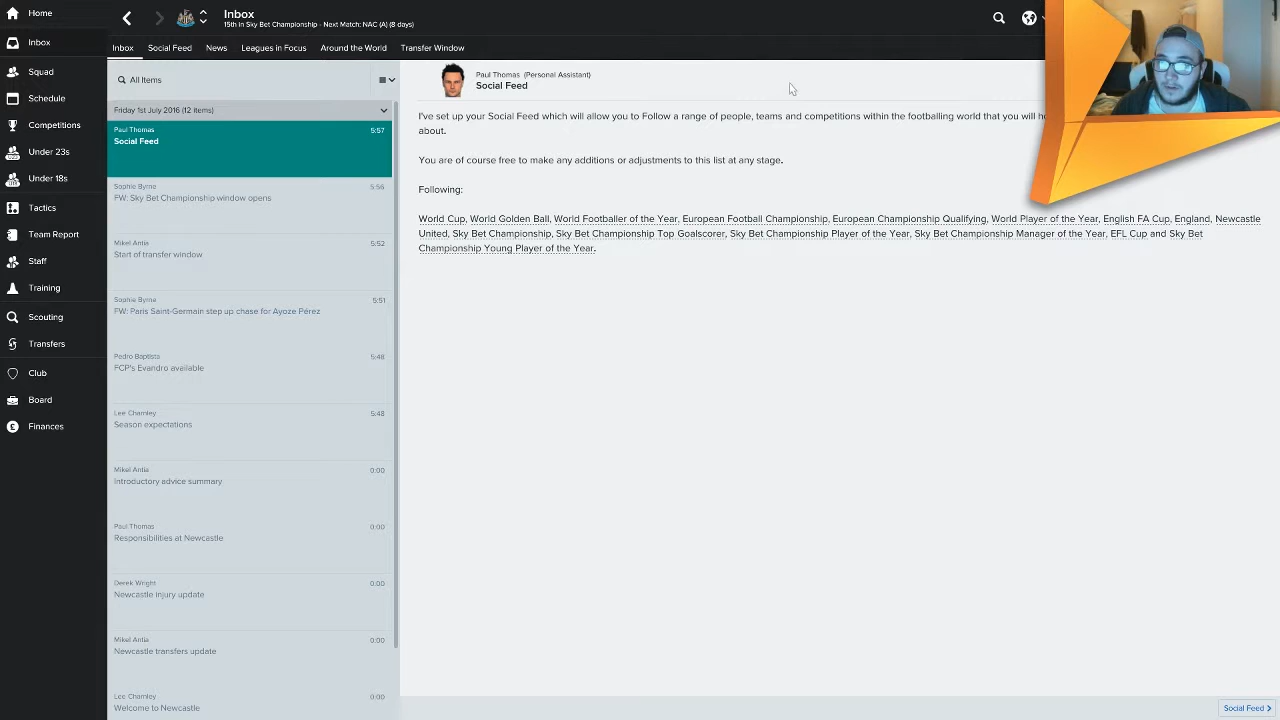 Home
Inbox
Squad
Schedule
Competitions
Under 23s
Under 18s
Tactics
Team Report
Staff
Training
Scouting
Transfers
Club
Board
Finances
Inbox
15th in Sky Bet Championship - Next Match: NAC (A) (8 days)
Inbox Social Feed News Leagues in Focus Around the World Transfer Window
All Items
Friday 1st July 2016 (12 items)
Paul Thomas 5:57
Social Feed
Sophie Byrne 5:56
FW: Sky Bet Championship window opens
Mikel Antia 5:52
Start of transfer window
Sophie Byrne 5:51
FW: Paris Saint-Germain step up chase for Ayoze Pérez
Pedro Baptista 5:48
FCP's Evandro available
Lee Charnley 5:48
Season expectations
Mikel Antia 0:00
Introductory advice summary
Paul Thomas 0:00
Responsibilities at Newcastle
Derek Wright 0:00
Newcastle injury update
Mikel Antia 0:00
Newcastle transfers update
Lee Charnley 0:00
Welcome to Newcastle
Paul Thomas (Personal Assistant)
Social Feed
I've set up your Social Feed which will allow you to Follow a range of people, teams and competitions within the footballing world that you will
about.
You are of course free to make any additions or adjustments to this list at any stage.
Following:
World Cup, World Golden Ball, World Footballer of the Year, European Football Championship, European Championship Qualifying, World Player of the Year, English FA Cup, England, Newcastle
United, Sky Bet Championship, Sky Bet Championship Top Goalscorer, Sky Bet Championship Player of the Year, Sky Bet Championship Manager of the Year, EFL Cup and Sky Bet
Championship Young Player of the Year.
Social Feed